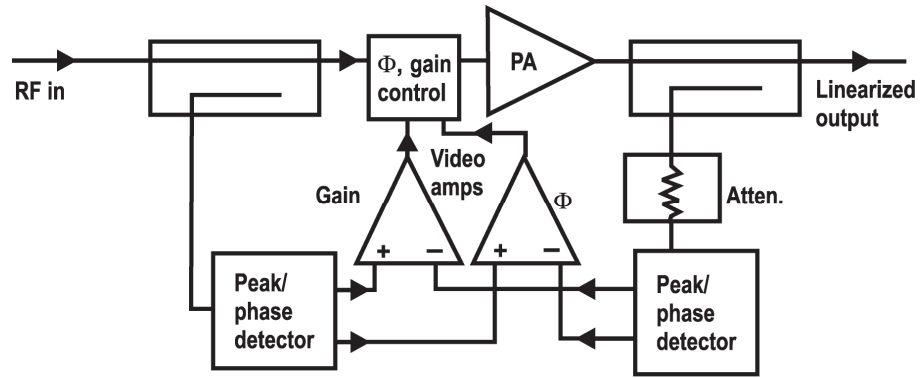 RF in
Φ, gain
control
PA
Linearized
output
Gain
Video
amps
Φ
Atten.
+ −
+ −
Peak/
phase
detector
Peak/
phase
detector